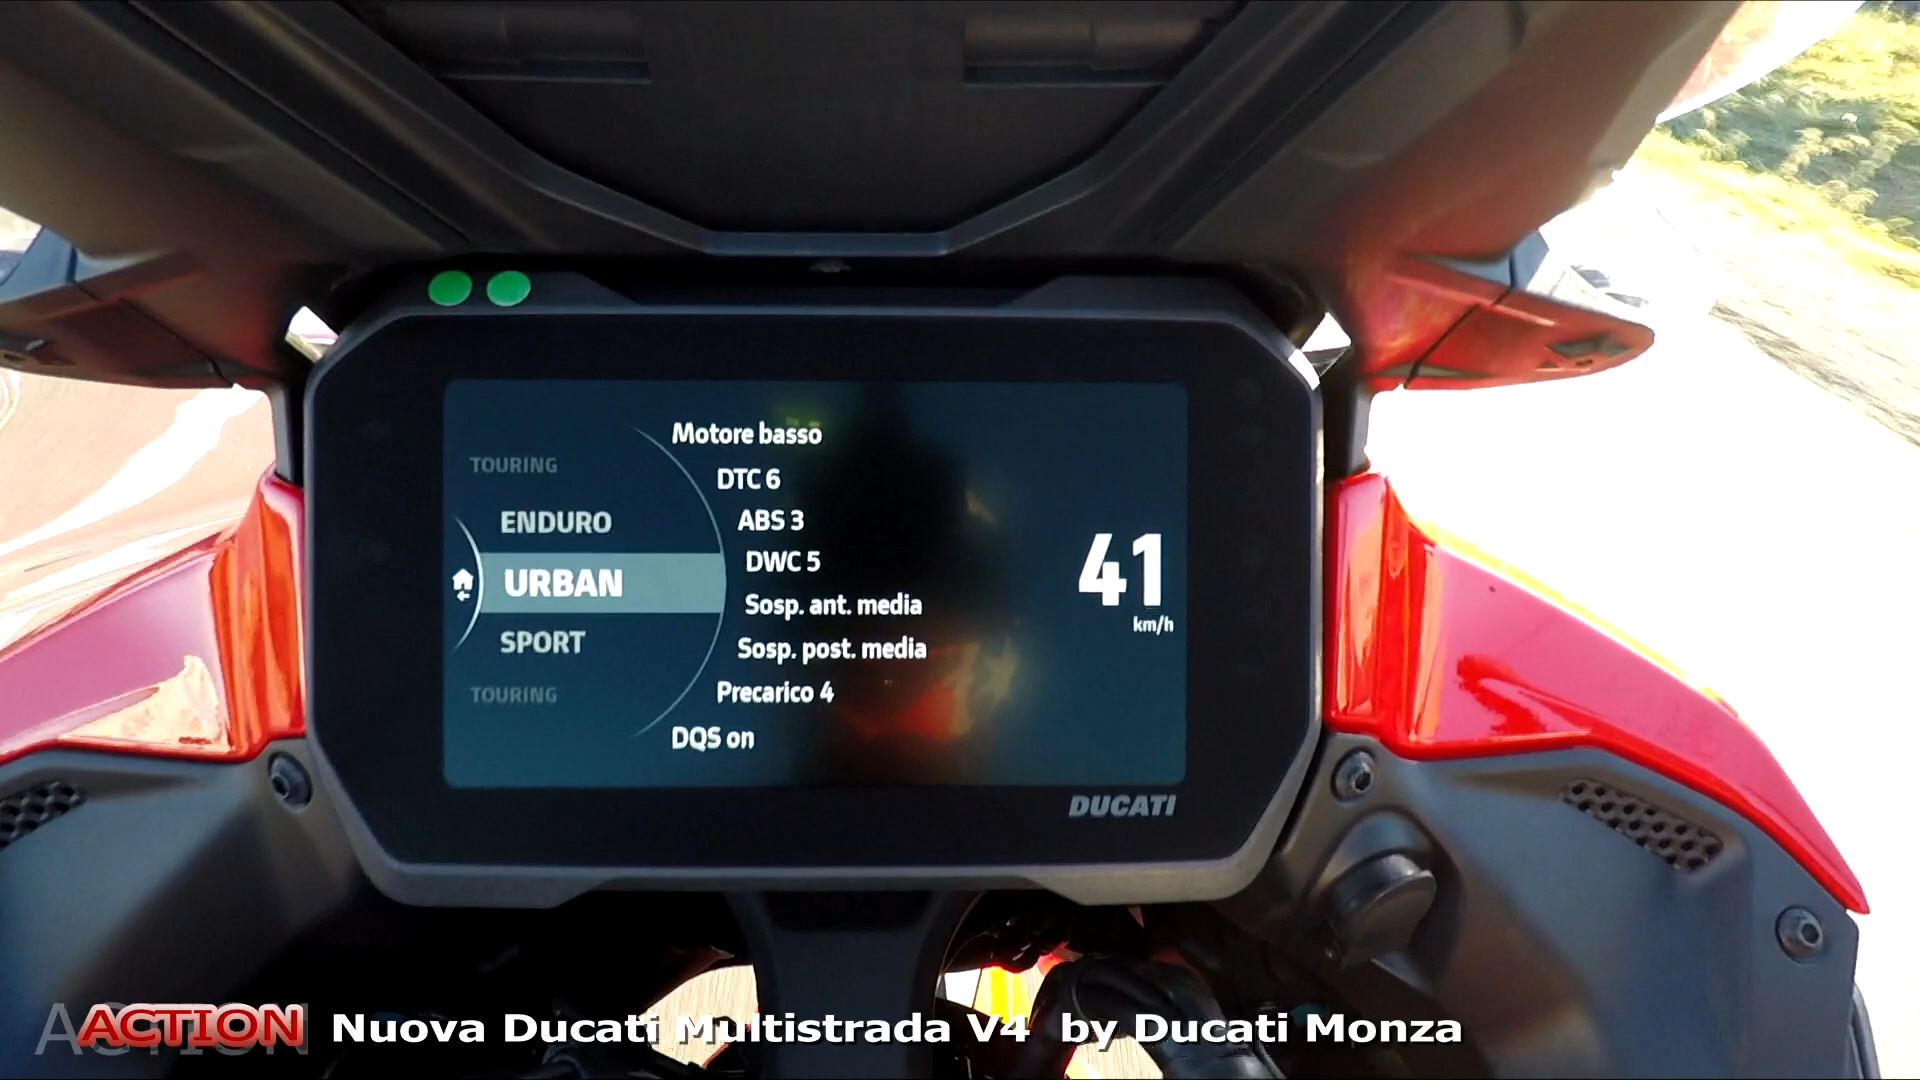 TOURING
ENDURO
URBAN
SPORT
TOURING
Motore basso
DTC 6
ABS 3
DWC 5
Sosp. ant. media
Sosp. post. media
Precarico 4
DQS on
41
km/h
DUCATI
ACTION
ACTION Nuova Ducati Multistrada V4 by Ducati Monza